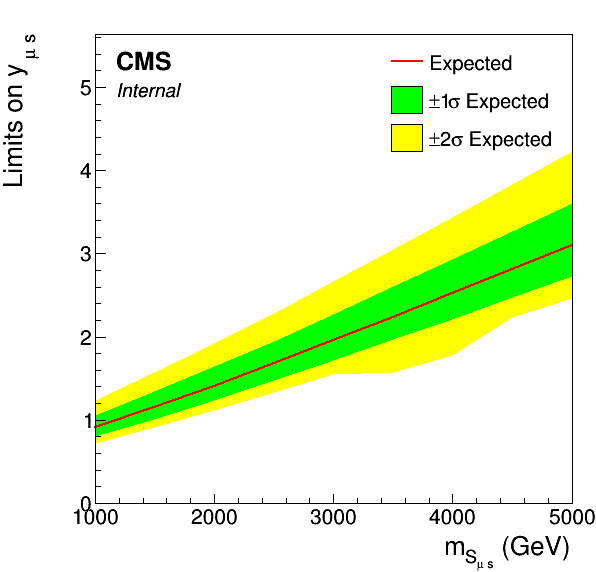 Limits on y μ s
CMS
Internal
Expected
±1σ Expected
±2σ Expected
5
4
3
2
1
0
1000 2000 3000 4000 5000
m_S_μ s (GeV)